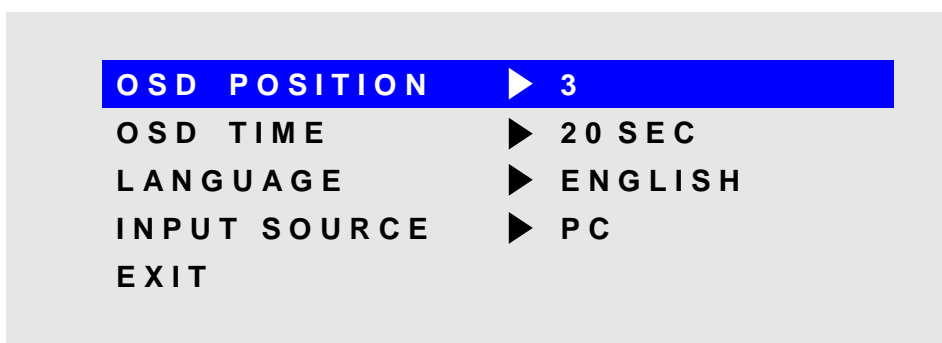 OSD POSITION ▶ 3
OSD TIME ▶ 20 SEC
LANGUAGE ▶ ENGLISH
INPUT SOURCE ▶ PC
EXIT